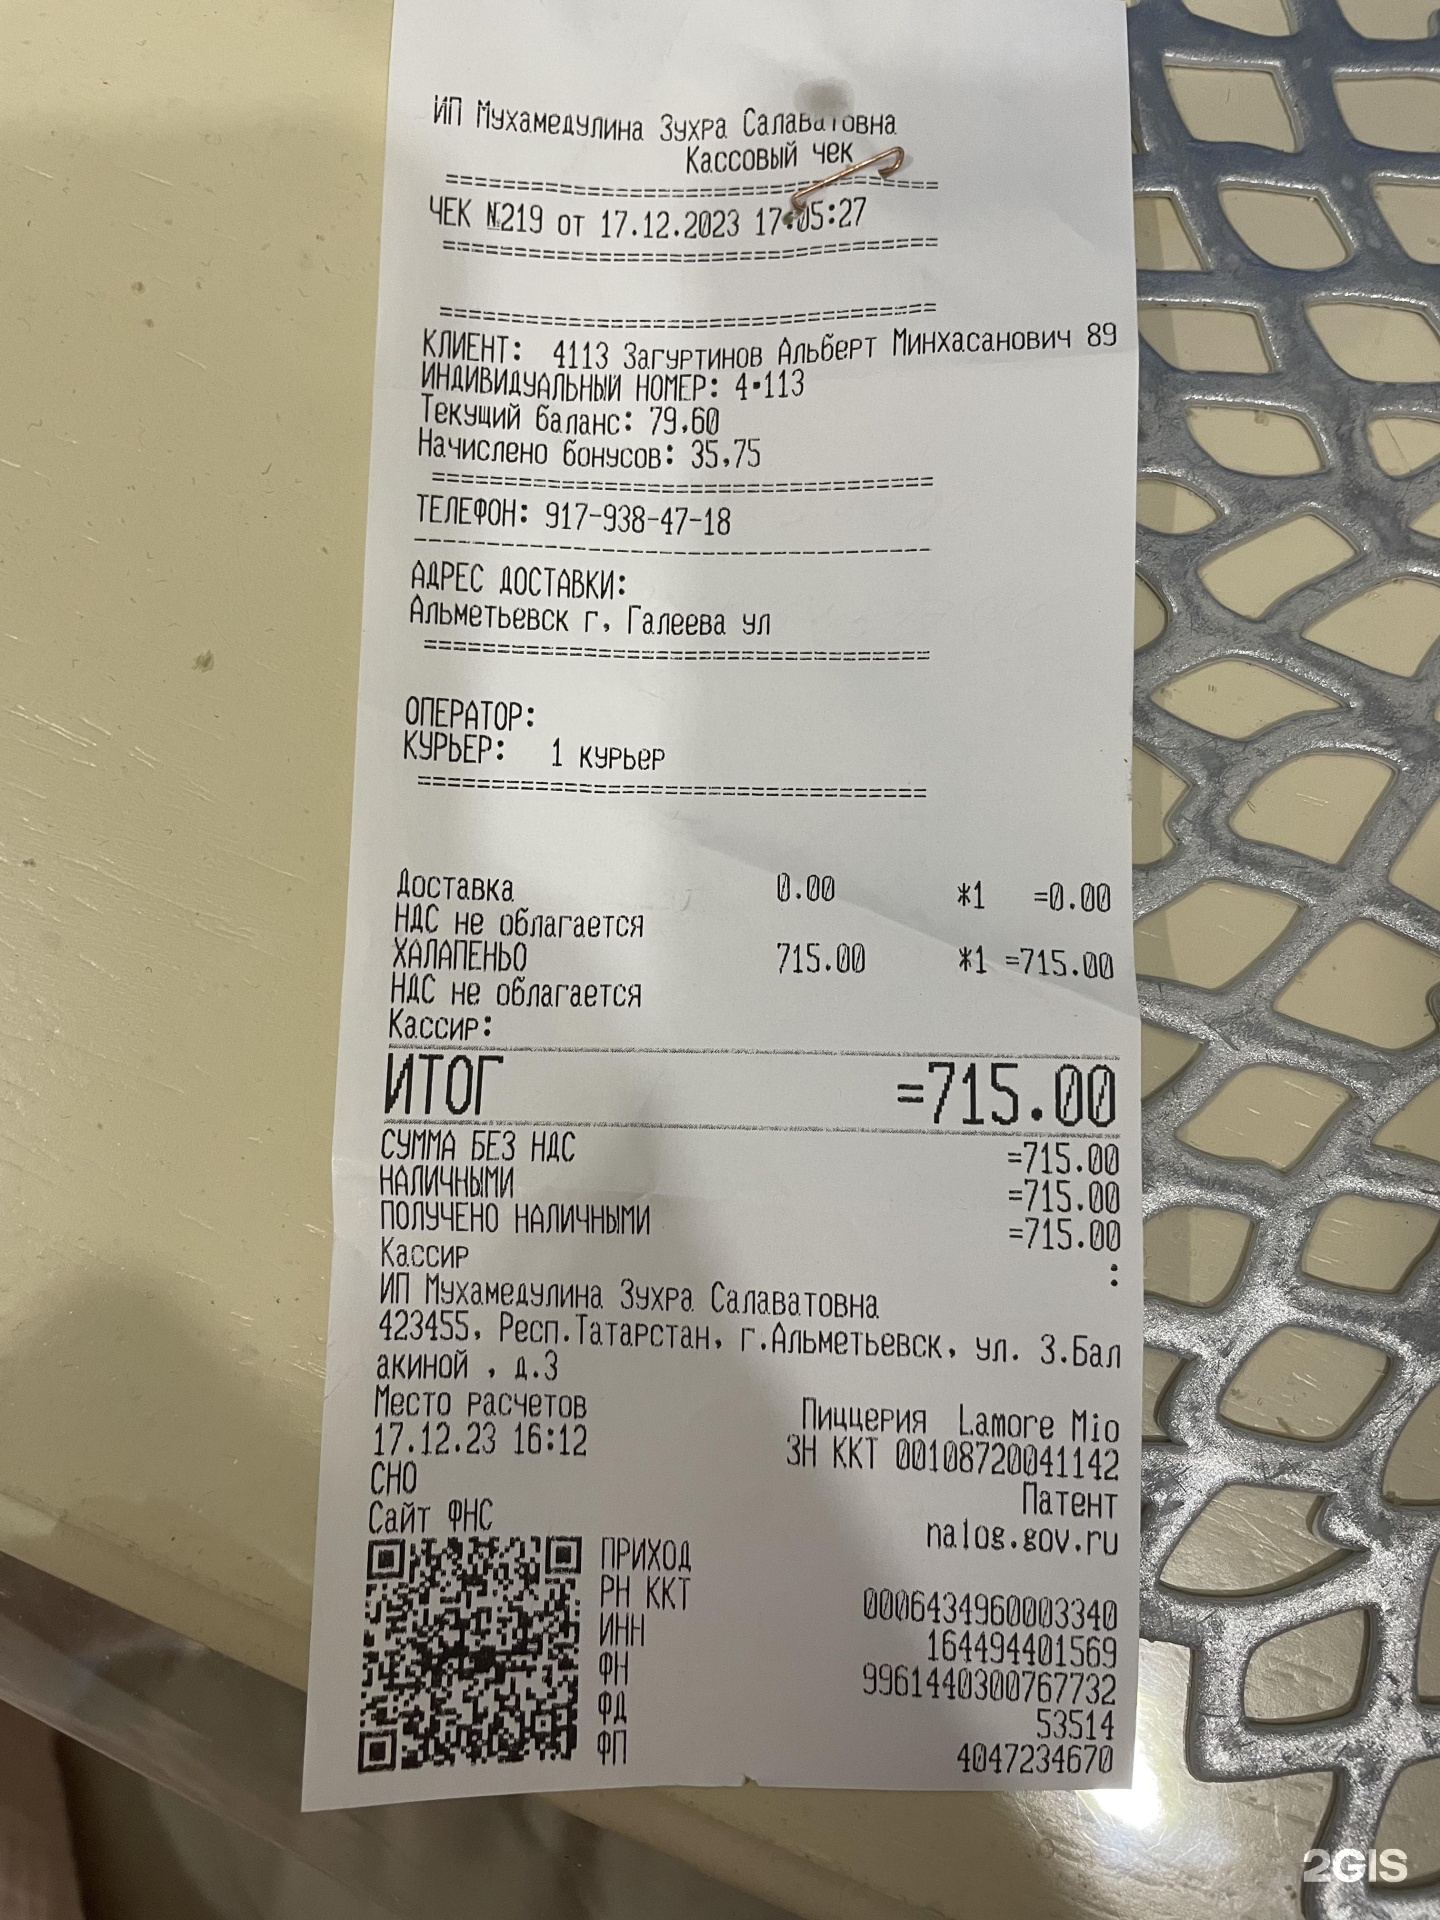 ИП Мухамедулина Зухра Салаватовна
Кассовый чек
==================================
ЧЕК №219 от 17.12.2023 17:05:27
==================================
==================================
КЛИЕНТ: 4113 Загуртинов Альберт Минхасанович 89
ИНДИВИДУАЛЬНЫЙ НОМЕР: 4*113
Текущий баланс: 79,60
Начислено бонусов: 35,75
==================================
ТЕЛЕФОН: 917-938-47-18
-----------------------------------
АДРЕС ДОСТАВКИ:
Альметьевск г, Галеева ул
==================================
ОПЕРАТОР:
КУРЬЕР: 1 курьер
==================================
Доставка 0.00 *1 =0.00
НДС не облагается
ХАЛАПЕНЬО 715.00 *1 =715.00
НДС не облагается
Кассир:
ИТОГ =715.00
СУММА БЕЗ НДС =715.00
НАЛИЧНЫМИ =715.00
ПОЛУЧЕНО НАЛИЧНЫМИ =715.00
Кассир :
ИП Мухамедулина Зухра Салаватовна
423455, Респ.Татарстан, г.Альметьевск, ул. З.Бал
акиной , д.3
Место расчетов Пиццерия Lamore Mio
17.12.23 16:12 ЗН ККТ 00108720041142
СНО Патент
Сайт ФНС nalog.gov.ru
ПРИХОД
РН ККТ 0006434960003340
ИНН 164494401569
ФН 9961440300767732
ФД 53514
ФП 4047234670
2GIS